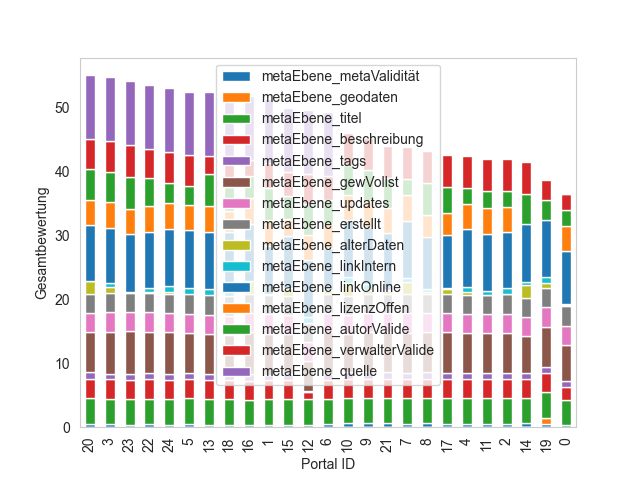 metaEbene_metaValidität
metaEbene_geodaten
metaEbene_titel
metaEbene_beschreibung
metaEbene_tags
metaEbene_gewVollst
metaEbene_updates
metaEbene_erstellt
metaEbene_alterDaten
metaEbene_linkIntern
metaEbene_linkOnline
metaEbene_lizenzOffen
metaEbene_autorValide
metaEbene_verwalterValide
metaEbene_quelle
Gesamtbewertung
50
40
30
20
10
0
20 3 23 22 24 5 13 18 16 1 15 12 6 10 9 21 7 8 17 4 11 2 14 19 0
Portal ID